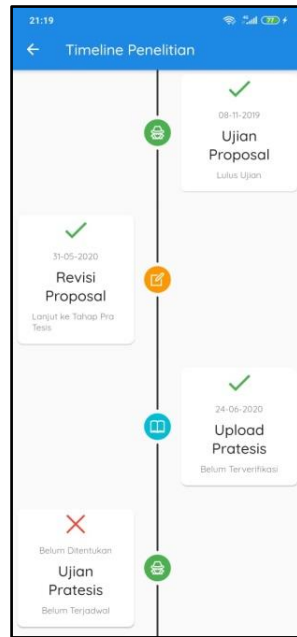 21:19
77
Timeline Penelitian
08-11-2019
Ujian
Proposal
Lulus Ujian
31-05-2020
Revisi
Proposal
Lanjut ke Tahap Pra
Tesis
24-06-2020
Upload
Pratesis
Belum Terverifikasi
Belum Ditentukan
Ujian
Pratesis
Belum Terjadwal